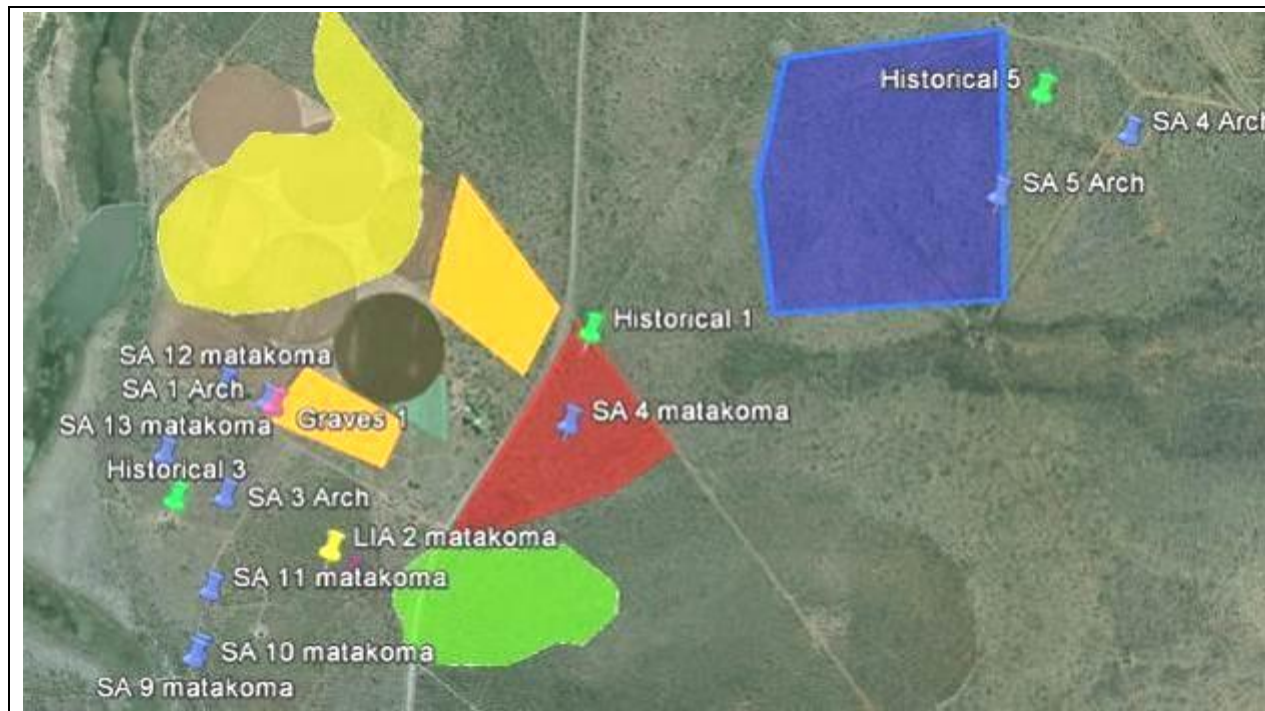 Historical 5
SA 4 Arch
SA 5 Arch
Historical 1
SA 12 matakoma
SA 1 Arch
Graves 1
SA 4 matakoma
SA 13 matakoma
Historical 3
SA 3 Arch
LIA 2 matakoma
SA 11 matakoma
SA 10 matakoma
SA 9 matakoma